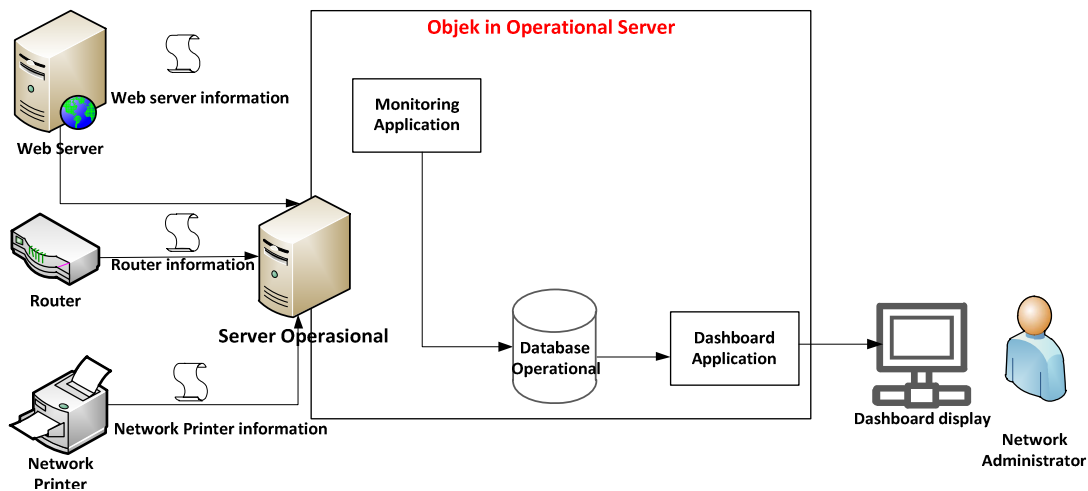 Objek in Operational Server
Web server information
Monitoring
Application
Web Server
Router information
Router
Server Operasional
Database
Operational
Dashboard
Application
Dashboard display
Network Printer information
Network
Printer
Network
Administrator